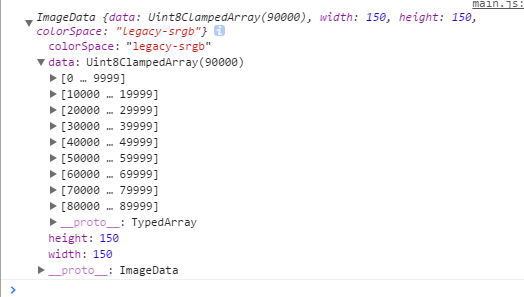 main.js:
ImageData {data: Uint8ClampedArray(90000), width: 150, height: 150,
colorSpace: "legacy-srgb"} i
colorSpace: "legacy-srgb"
data: Uint8ClampedArray(90000)
[0 … 9999]
[10000 … 19999]
[20000 … 29999]
[30000 … 39999]
[40000 … 49999]
[50000 … 59999]
[60000 … 69999]
[70000 … 79999]
[80000 … 89999]
__proto__: TypedArray
height: 150
width: 150
__proto__: ImageData